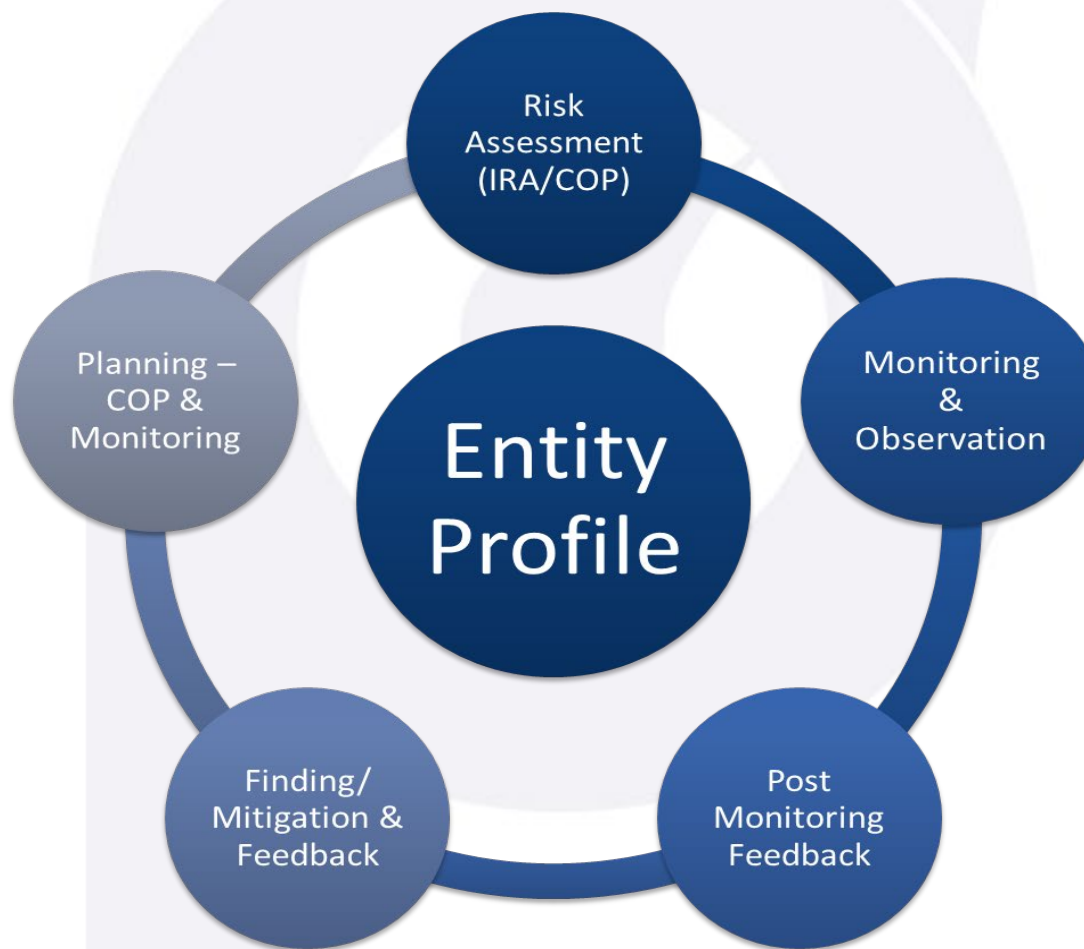 Risk
Assessment
(IRA/COP)
Planning –
COP &
Monitoring
Monitoring
&
Observation
Entity
Profile
Finding/
Mitigation &
Feedback
Post
Monitoring
Feedback